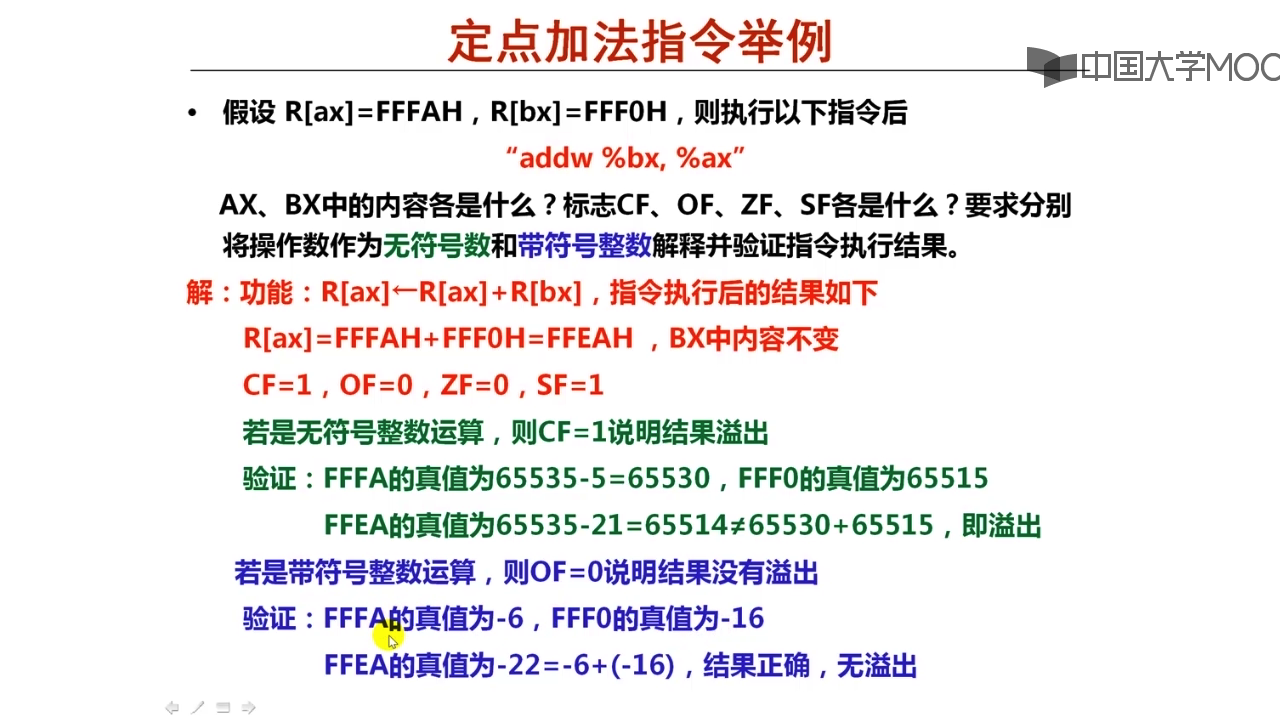 定点加法指令举例
中国大学MOO
• 假设 R[ax]=FFFAH，R[bx]=FFF0H，则执行以下指令后
“addw %bx, %ax”
AX、BX中的内容各是什么？标志CF、OF、ZF、SF各是什么？要求分别
将操作数作为无符号数和带符号整数解释并验证指令执行结果。
解：功能：R[ax]←R[ax]+R[bx]，指令执行后的结果如下
R[ax]=FFFAH+FFF0H=FFEAH ，BX中内容不变
CF=1，OF=0，ZF=0，SF=1
若是无符号整数运算，则CF=1说明结果溢出
验证：FFFA的真值为65535-5=65530，FFF0的真值为65515
FFEA的真值为65535-21=65514≠65530+65515，即溢出
若是带符号整数运算，则OF=0说明结果没有溢出
验证：FFFA的真值为-6，FFF0的真值为-16
FFEA的真值为-22=-6+(-16)，结果正确，无溢出